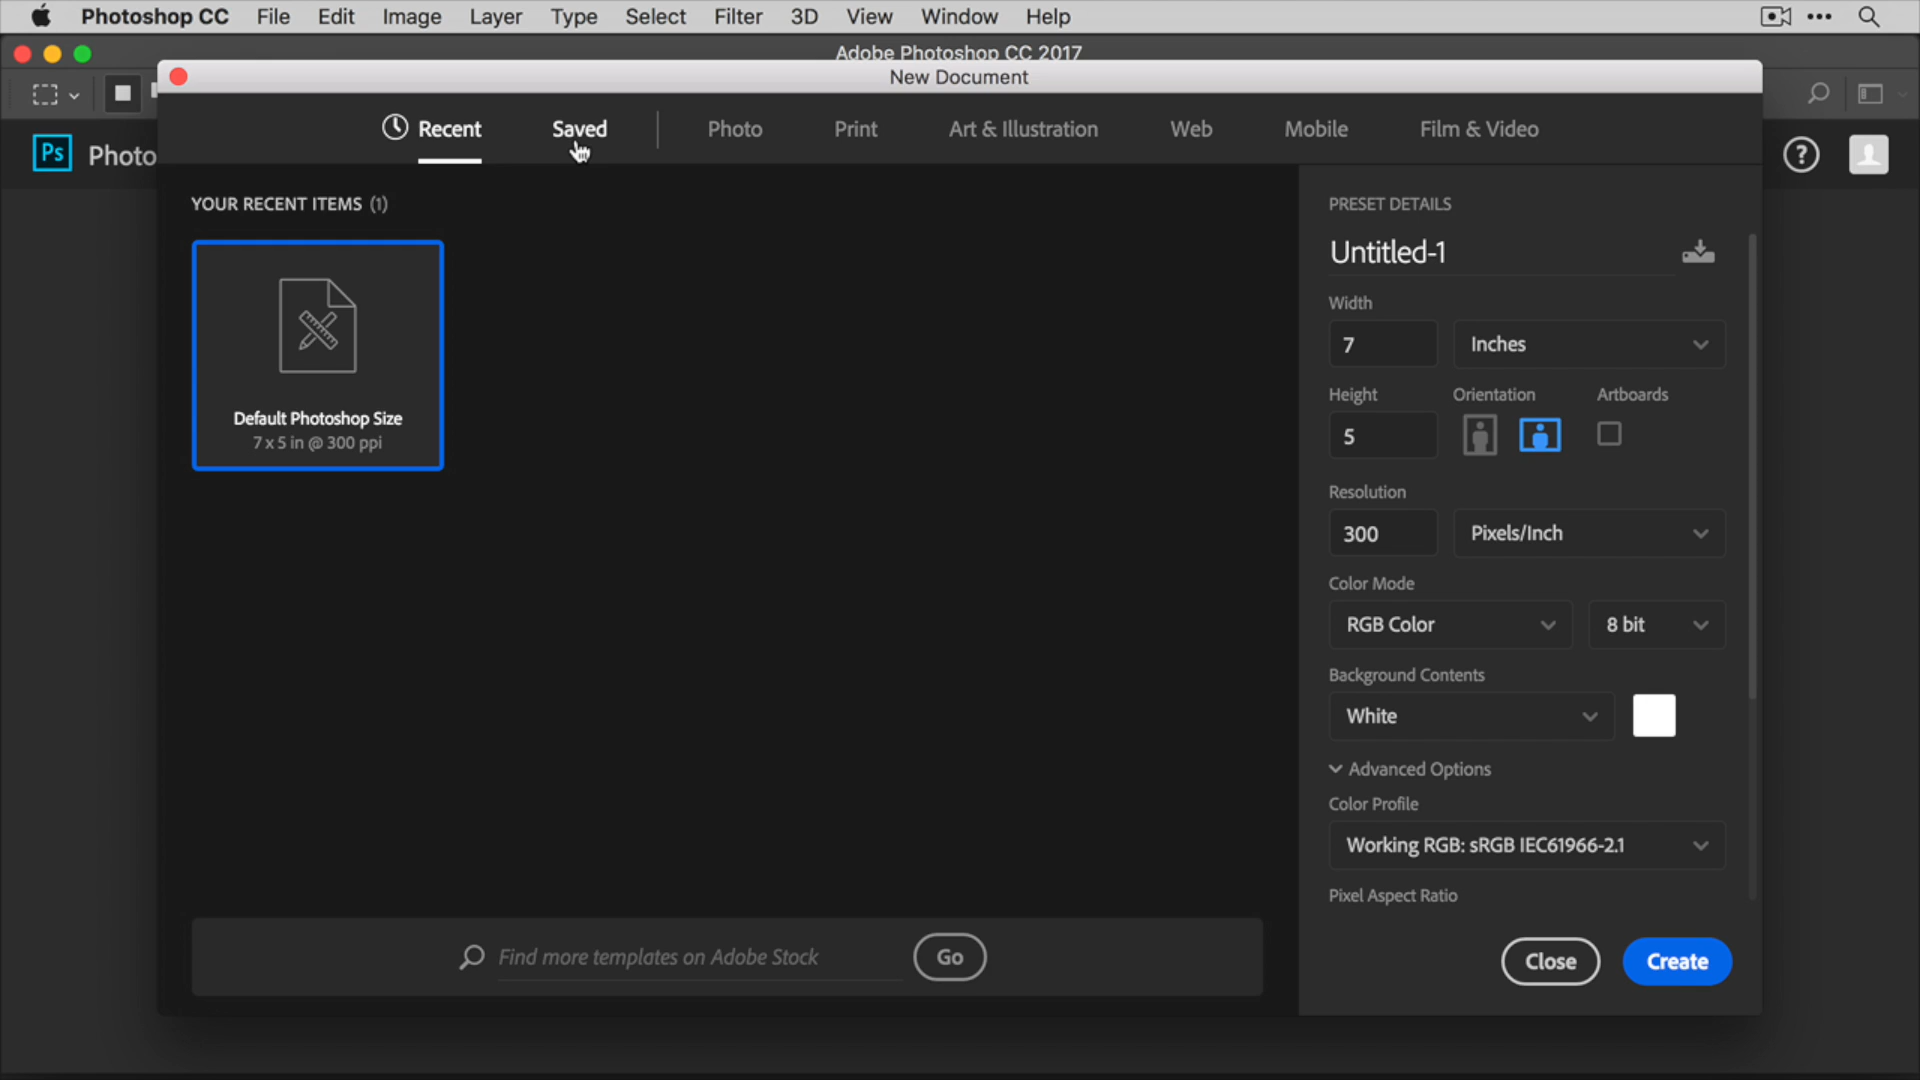 Photoshop CC File Edit Image Layer Type Select Filter 3D View Window Help
Adobe Photoshop CC 2017
New Document
Ps Photo
Recent Saved Photo Print Art & Illustration Web Mobile Film & Video
YOUR RECENT ITEMS (1)
Default Photoshop Size
7 x 5 in @ 300 ppi
Find more templates on Adobe Stock Go
PRESET DETAILS
Untitled-1
Width
7 Inches
Height Orientation Artboards
5
Resolution
300 Pixels/Inch
Color Mode
RGB Color 8 bit
Background Contents
White
Advanced Options
Color Profile
Working RGB: sRGB IEC61966-2.1
Pixel Aspect Ratio
Close Create